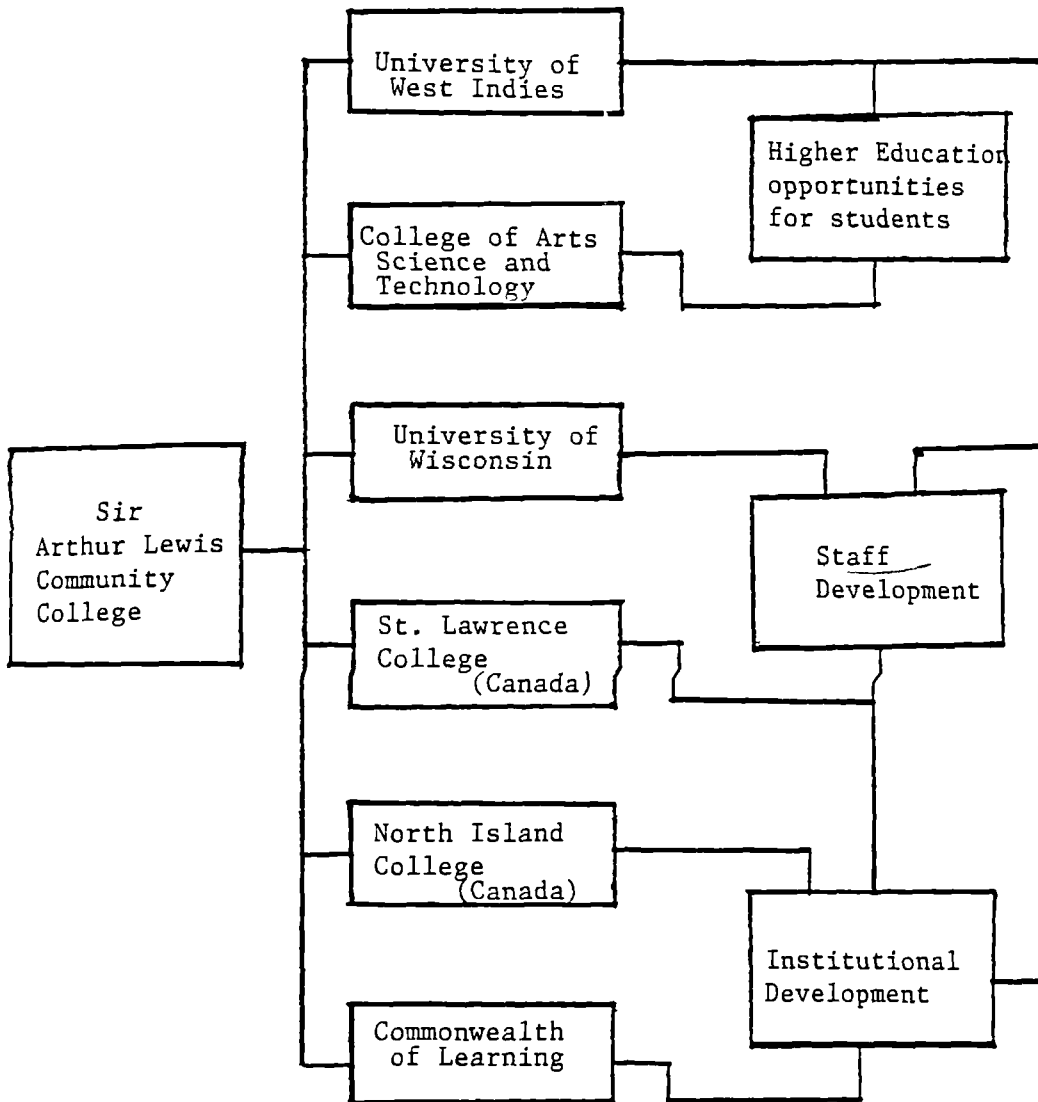 University of
West Indies
Higher Education
opportunities
for students
College of Arts
Science and
Technology
University of
Wisconsin
Sir
Arthur Lewis
Community
College
Staff
Development
St. Lawrence
College
(Canada)
North Island
College
(Canada)
Institutional
Development
Commonwealth
of Learning